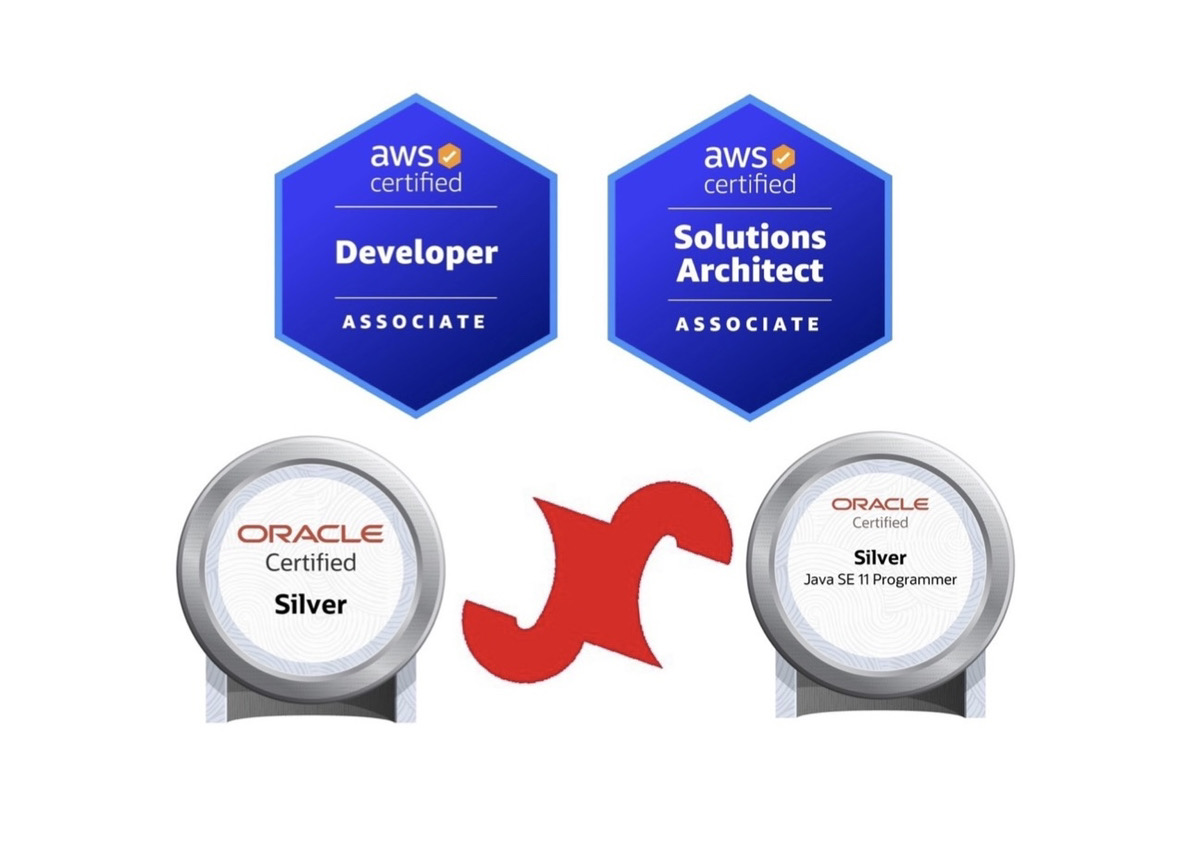 aws
certified
Developer
ASSOCIATE
aws
certified
Solutions
Architect
ASSOCIATE
ORACLE
Certified
Silver
ORACLE
Certified
Silver
Java SE 11 Programmer